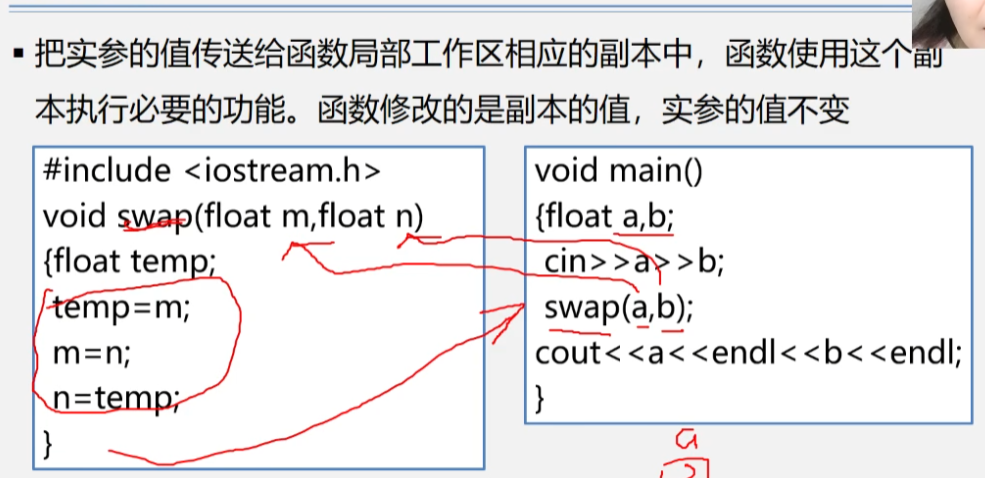 ▪ 把实参的值传送给函数局部工作区相应的副本中，函数使用这个副
本执行必要的功能。函数修改的是副本的值，实参的值不变
#include <iostream.h>
void swap(float m,float n)
{float temp;
temp=m;
m=n;
n=temp;
}
void main()
{float a,b;
cin>>a>>b;
swap(a,b);
cout<<a<<endl<<b<<endl;
}
a